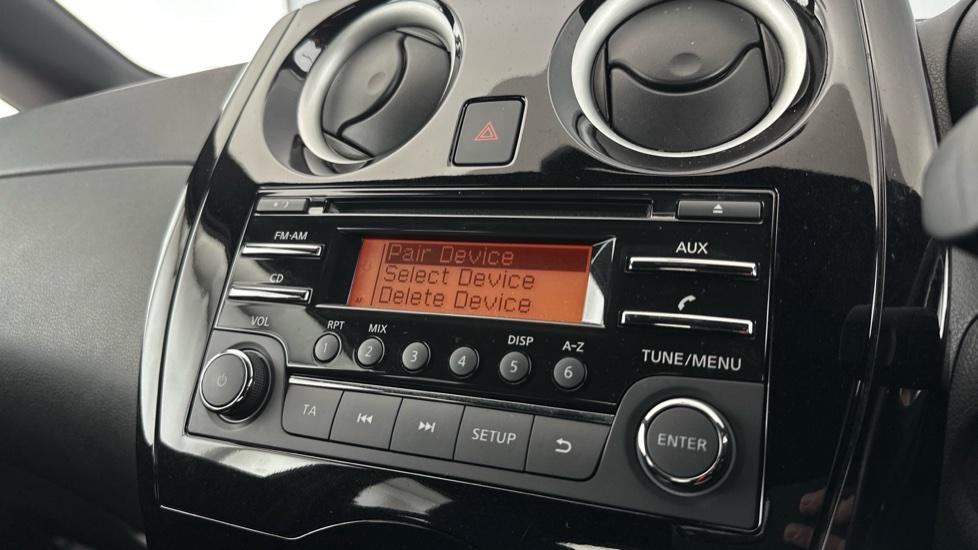 FM·AM
CD
VOL
Pair Device
Select Device
Delete Device
AUX
RPT
MIX
DISP
A-Z
1
2
3
4
5
6
TUNE/MENU
TA
SETUP
ENTER